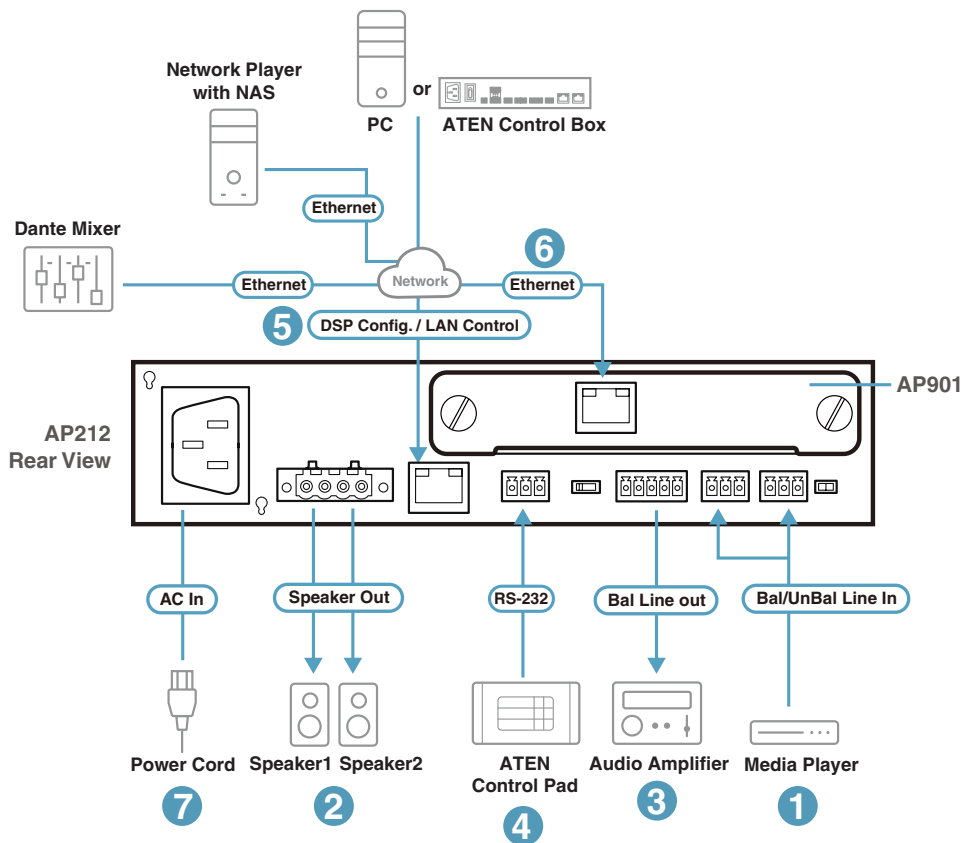 Network Player
with NAS
or
PC
ATEN Control Box
Ethernet
Dante Mixer
6
Ethernet
Network
Ethernet
5
DSP Config. / LAN Control
AP901
AP212
Rear View
AC In
Speaker Out
RS-232
Bal Line out
Bal/UnBal Line In
Power Cord
Speaker1
Speaker2
ATEN
Control Pad
Audio Amplifier
Media Player
7
2
4
3
1